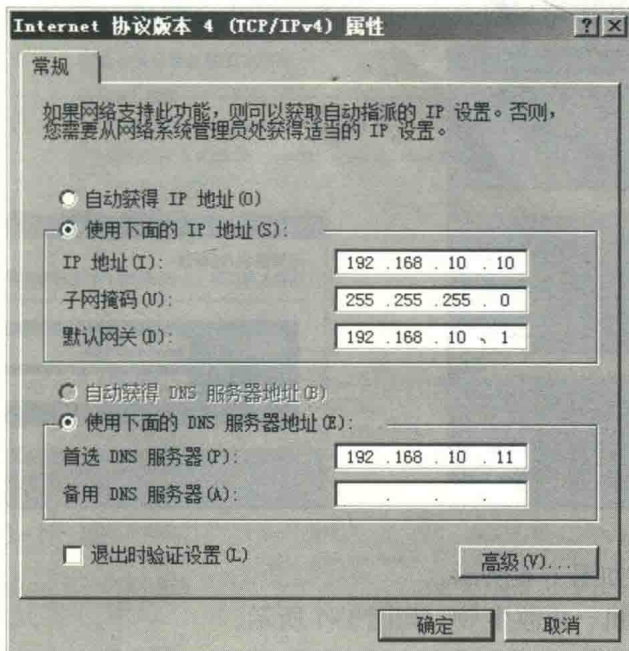 Internet 协议版本 4 (TCP/IPv4) 属性
常规
如果网络支持此功能，则可以获取自动指派的 IP 设置。否则，
您需要从网络系统管理员处获得适当的 IP 设置。
自动获得 IP 地址(O)
使用下面的 IP 地址(S):
IP 地址(I): 192 .168 .10 .10
子网掩码(U): 255 .255 .255 .0
默认网关(D): 192 .168 .10 .1
自动获得 DNS 服务器地址(B)
使用下面的 DNS 服务器地址(E):
首选 DNS 服务器(P): 192 .168 .10 .11
备用 DNS 服务器(A): . . .
退出时验证设置(L)
高级(V)...
确定 取消